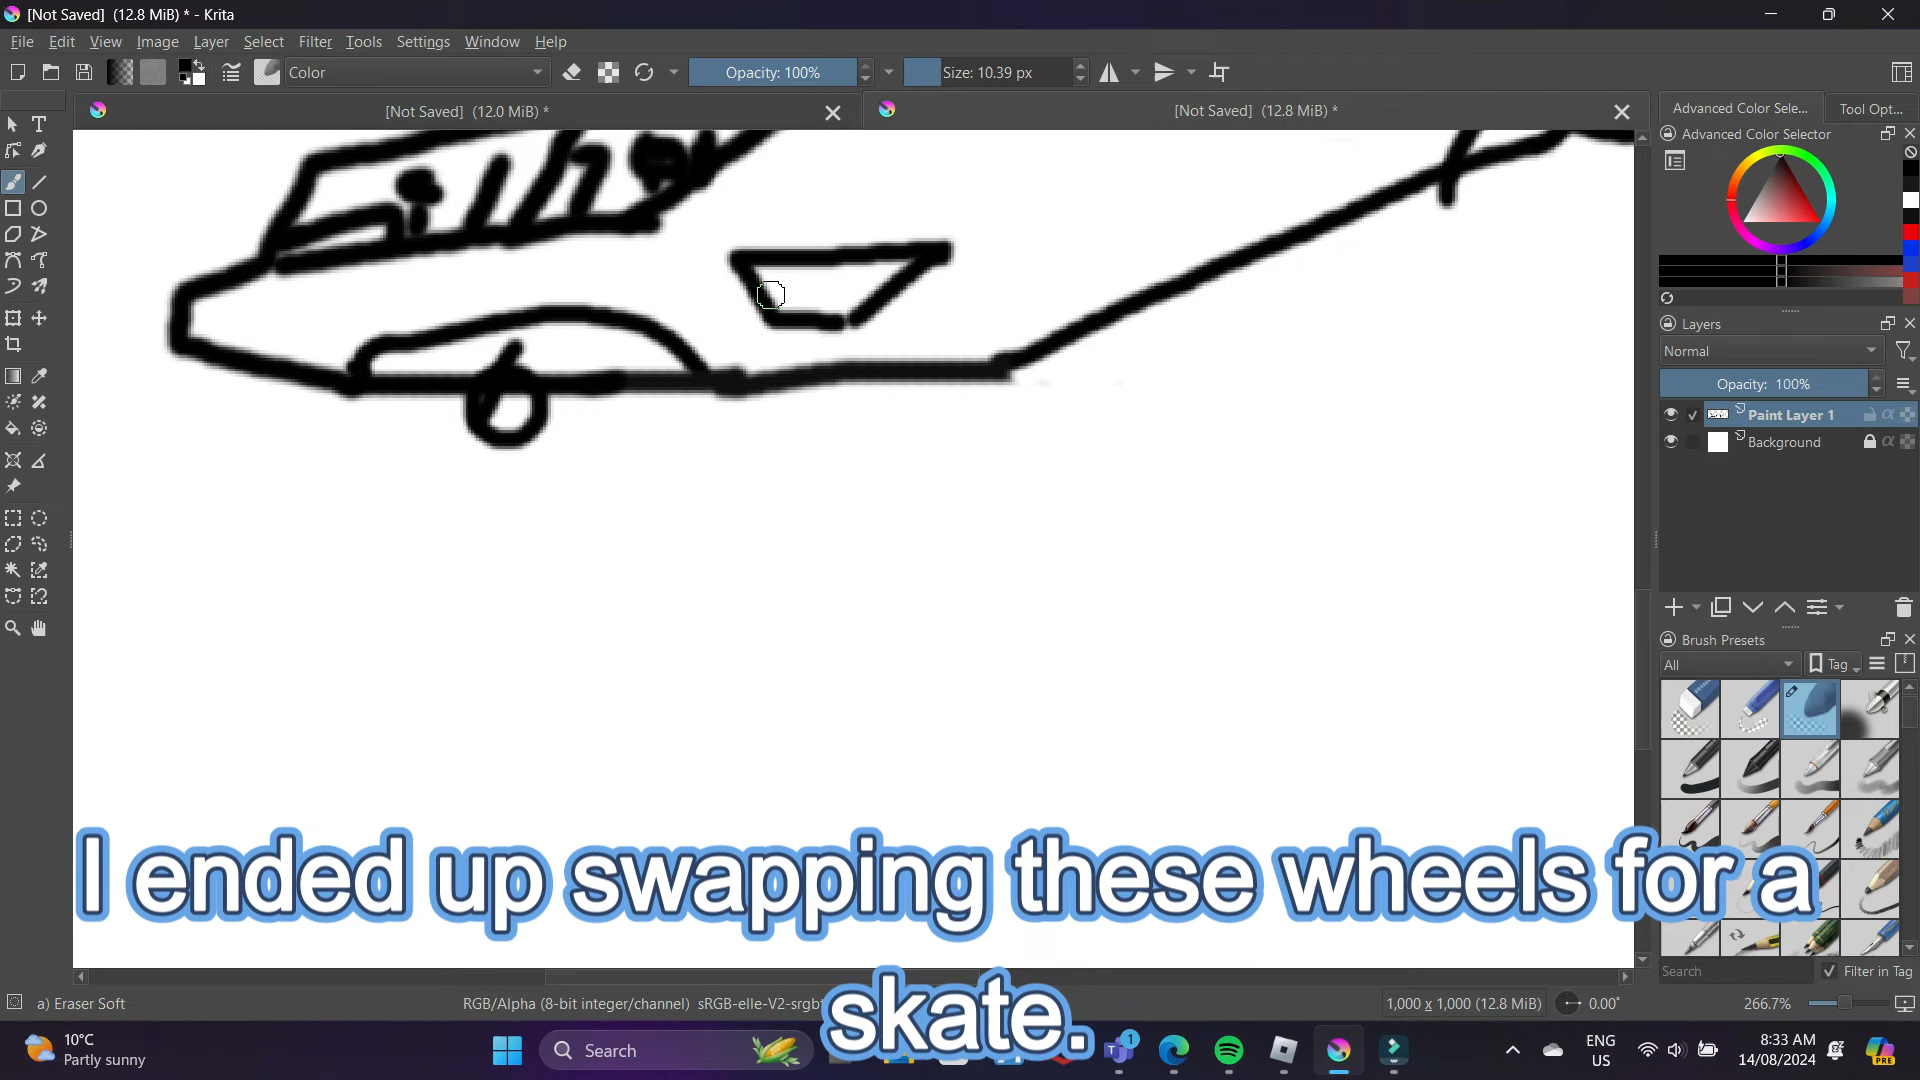 [Not Saved]  (12.8 MiB) * - Krita
File Edit View Image Layer Select Filter Tools Settings Window Help
Color Opacity: 100% Size: 10.39 px
[Not Saved]  (12.0 MiB) * [Not Saved]  (12.8 MiB) *
Advanced Color Sele... Tool Opt...
Advanced Color Selector
Layers
Normal
Opacity:  100%
Paint Layer 1
Background
Brush Presets
All Tag
I ended up swapping these wheels for a
skate.
Search Filter in Tag
a) Eraser Soft RGB/Alpha (8-bit integer/channel)  sRGB-elle-V2-srgbt 1,000 x 1,000 (12.8 MiB) 0.00° 266.7%
10°C
Partly sunny
Search
1
ENG
US
8:33 AM
14/08/2024
PRE